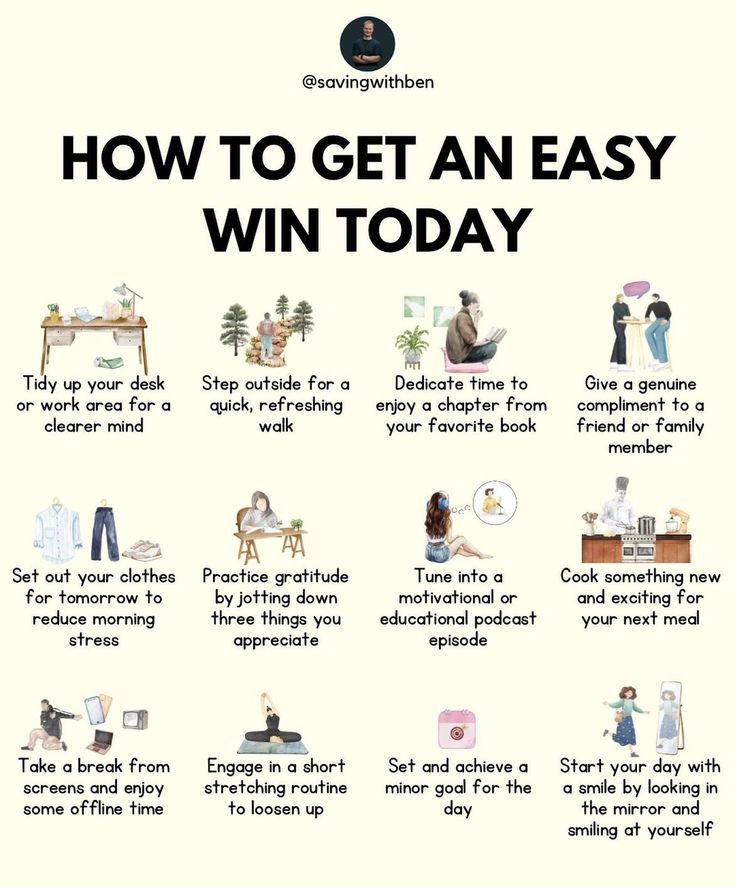 @savingwithben
HOW TO GET AN EASY
WIN TODAY
Tidy up your desk
or work area for a
clearer mind
Step outside for a
quick, refreshing
walk
Dedicate time to
enjoy a chapter from
your favorite book
Give a genuine
compliment to a
friend or family
member
Set out your clothes
for tomorrow to
reduce morning
stress
Practice gratitude
by jotting down
three things you
appreciate
Tune into a
motivational or
educational podcast
episode
Cook something new
and exciting for
your next meal
Take a break from
screens and enjoy
some offline time
Engage in a short
stretching routine
to loosen up
Set and achieve a
minor goal for the
day
Start your day with
a smile by looking in
the mirror and
smiling at yourself